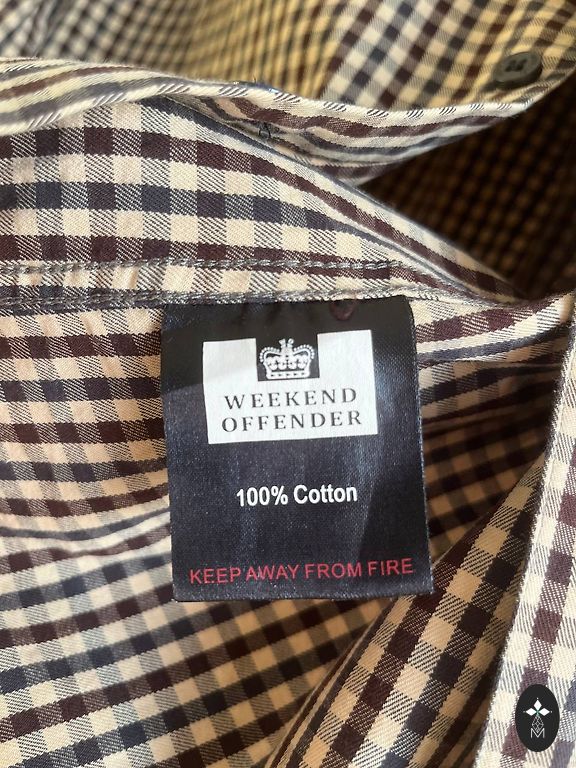 WEEKEND
OFFENDER
100% Cotton
KEEP AWAY FROM FIRE
M